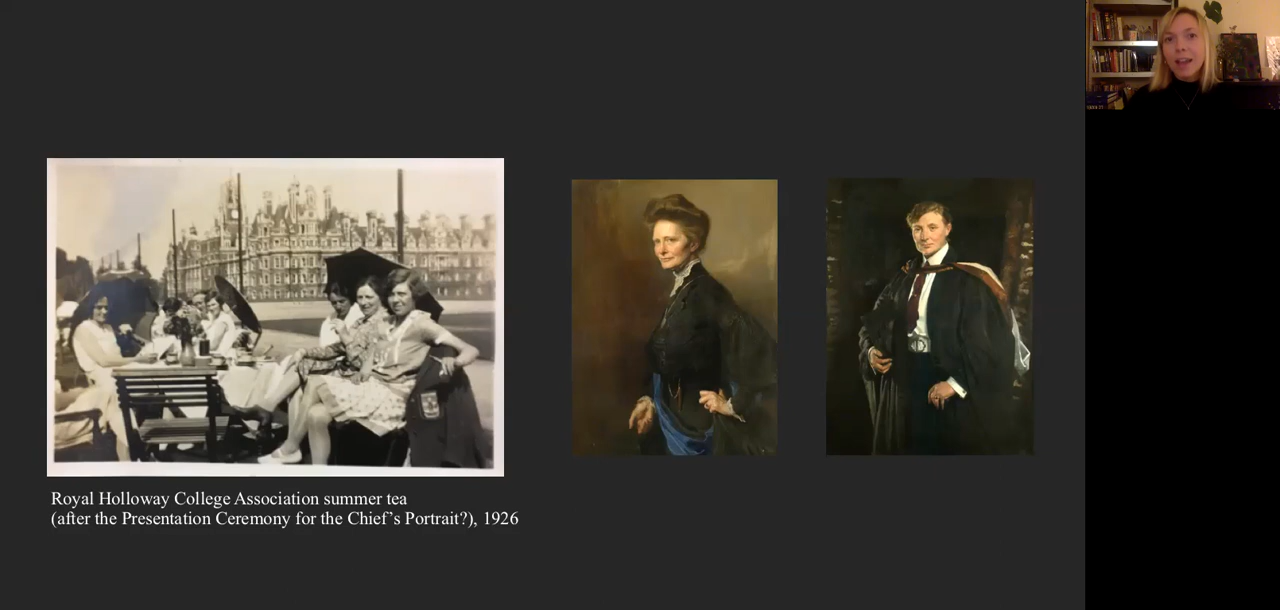 Royal Holloway College Association summer tea
(after the Presentation Ceremony for the Chief’s Portrait?), 1926